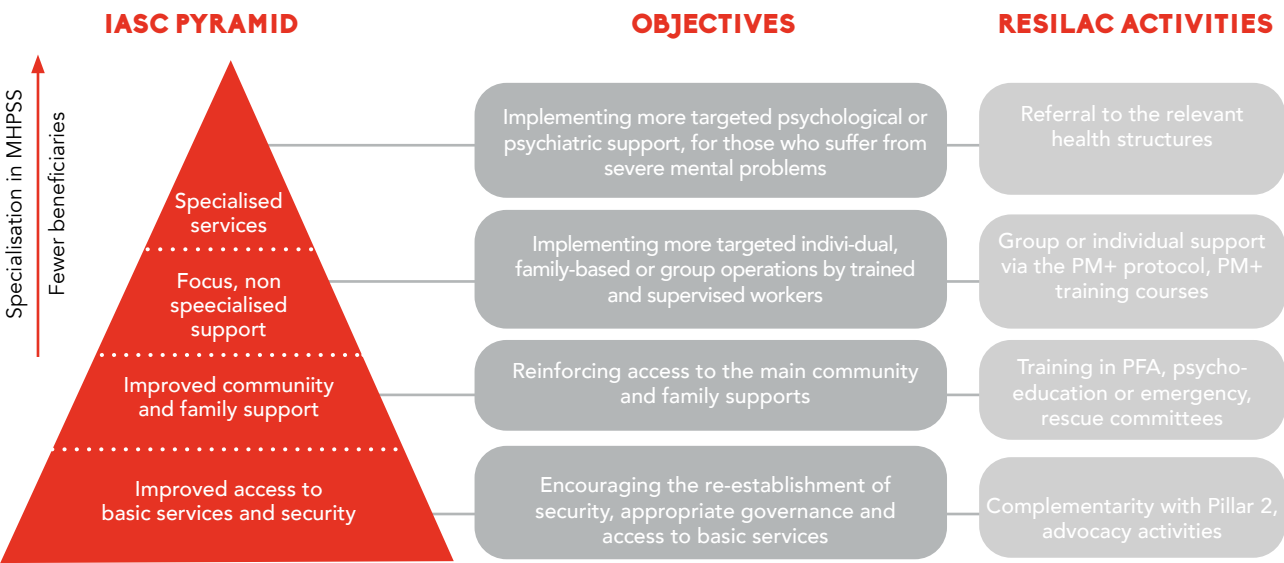 IASC PYRAMID
OBJECTIVES
RESILAC ACTIVITIES
Specialisation in MHPSS
Fewer beneficiaries
Specialised
services
Implementing more targeted psychological or
psychiatric support, for those who suffer from
severe mental problems
Referral to the relevant
health structures
Focus, non
speecialised
support
Implementing more targeted indivi-dual,
family-based or group operations by trained
and supervised workers
Group or individual support
via the PM+ protocol, PM+
training courses
Improved communiity
and family support
Reinforcing access to the main community
and family supports
Training in PFA, psycho-
education or emergency,
rescue committees
Improved access to
basic services and security
Encouraging the re-establishment of
security, appropriate governance and
access to basic services
Complementarity with Pillar 2,
advocacy activities